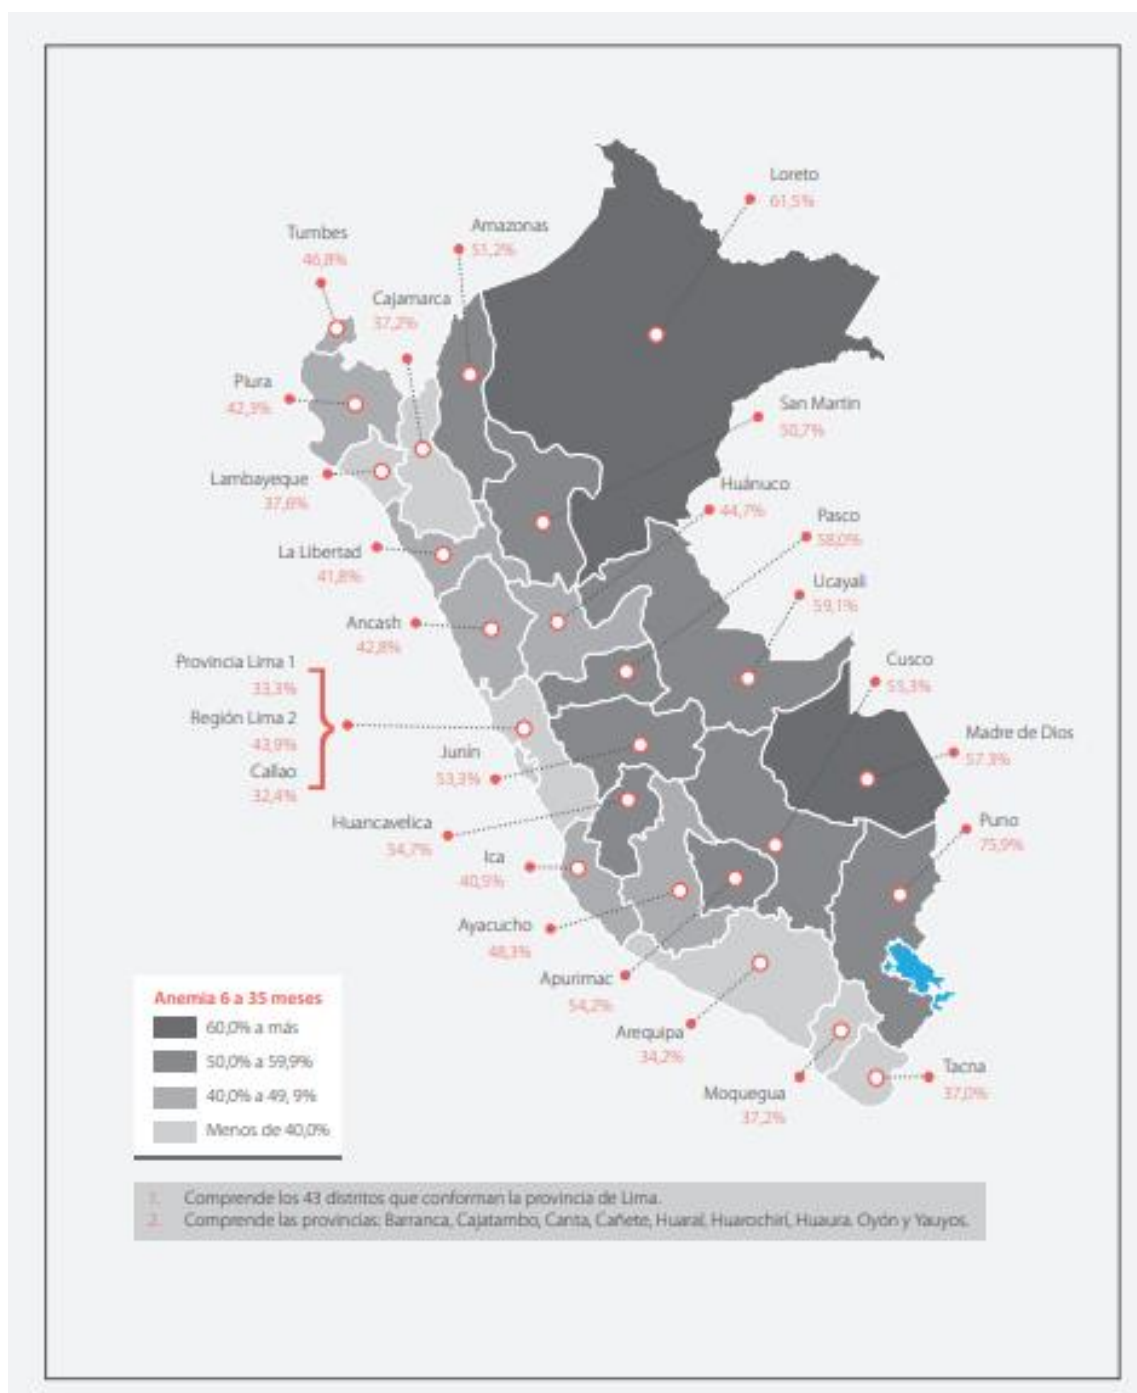 Loreto
61,5%
Amazonas
51,2%
Tumbes
46,8%
Cajamarca
37,2%
Piura
42,3%
San Martin
50,7%
Lambayeque
37,6%
Huánuco
44,7%
Pasco
58,0%
La Libertad
41,8%
Ucayali
59,1%
Ancash
42,8%
Provincia Lima 1
33,3%
Región Lima 2
43,9%
Callao
32,4%
Cusco
55,3%
Junín
53,3%
Madre de Dios
57,3%
Huancavelica
54,7%
Puno
75,9%
Ica
40,9%
Ayacucho
48,3%
Apurimac
54,2%
Arequipa
34,2%
Moquegua
37,2%
Tacna
37,0%
Anemia 6 a 35 meses
60,0% a más
50,0% a 59,9%
40,0% a 49, 9%
Menos de 40,0%
1. Comprende los 43 distritos que conforman la provincia de Lima.
2. Comprende las provincias: Barranca, Cajatambo, Canta, Cañete, Huaral, Huarochirí, Huaura. Oyón y Yauyos.